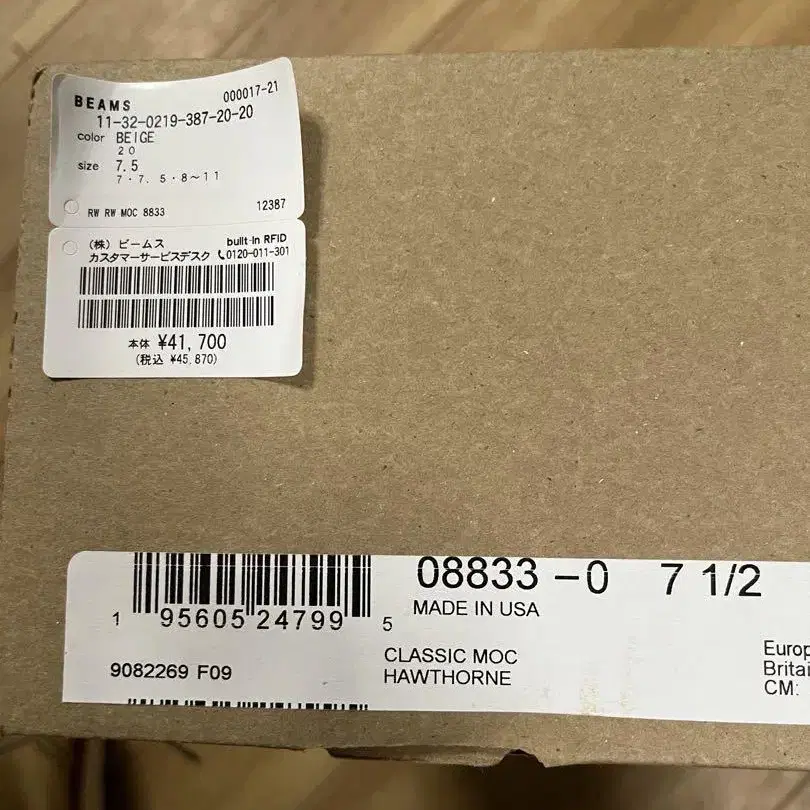 BEAMS 000017-21
11-32-0219-387-20-20
color BEIGE
20
size 7.5
7・7.5・8~11
RW RW MOC 8833 12387
(株) ビームス built-in RFID
カスタマーサービスデスク 0120-011-301
本体 ¥41,700
(税込 ¥45,870)
08833-0 7 1/2
MADE IN USA
1 95605 24799 5
CLASSIC MOC
HAWTHORNE
9082269 F09
Europ
Britai
CM: